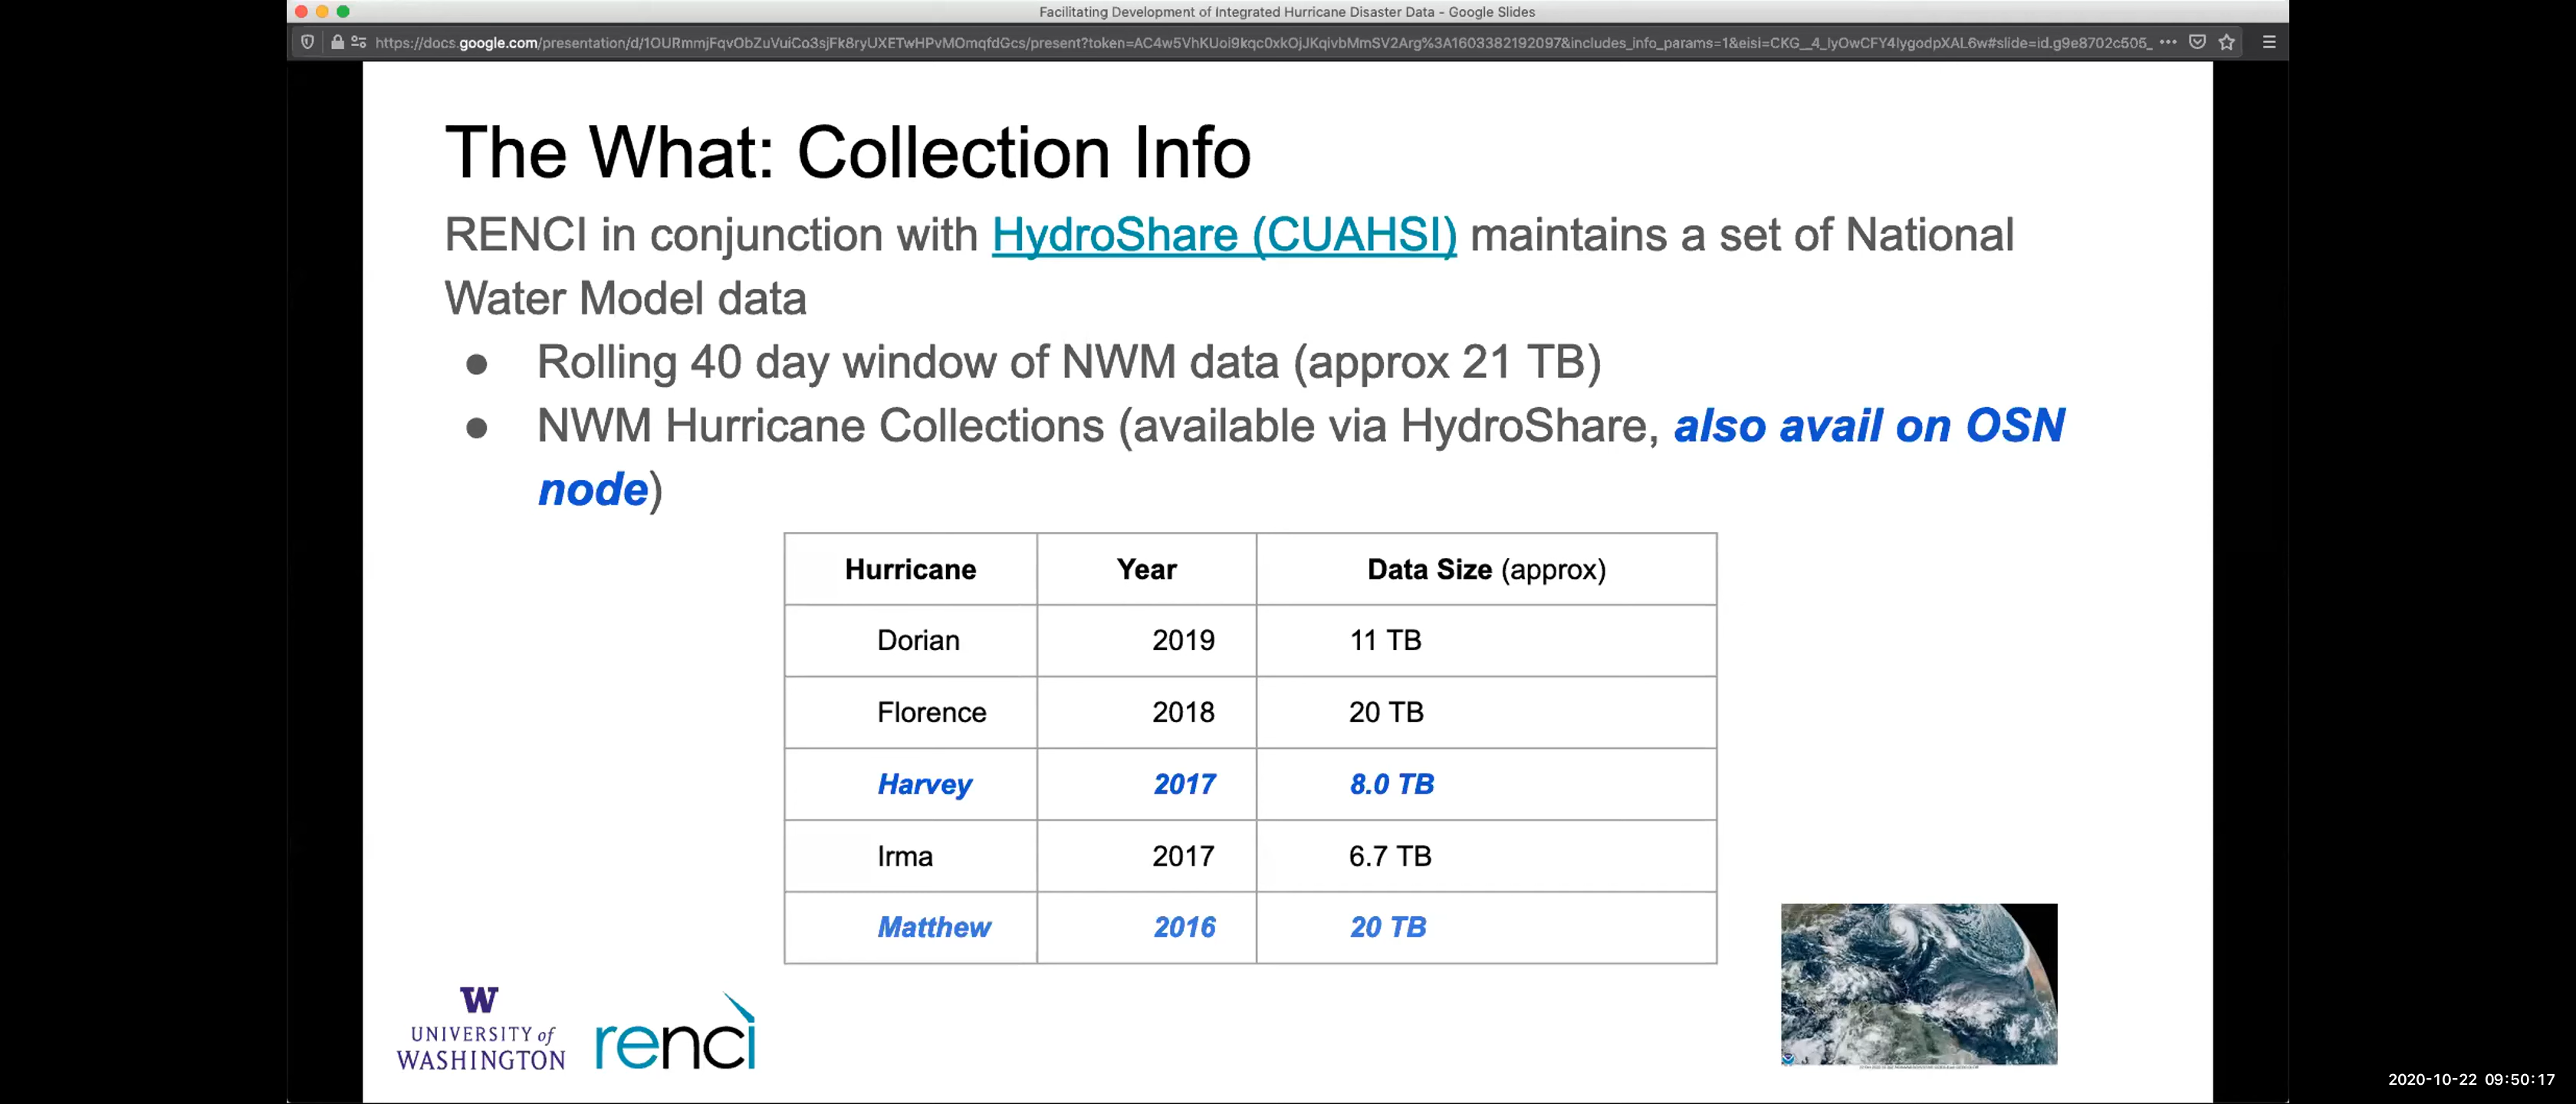 Facilitating Development of Integrated Hurricane Disaster Data - Google Slides
The What: Collection Info
RENCI in conjunction with HydroShare (CUAHSI) maintains a set of National
Water Model data
● Rolling 40 day window of NWM data (approx 21 TB)
● NWM Hurricane Collections (available via HydroShare, also avail on OSN
node)
Hurricane Year Data Size (approx)
Dorian 2019 11 TB
Florence 2018 20 TB
Harvey 2017 8.0 TB
Irma 2017 6.7 TB
Matthew 2016 20 TB
W
UNIVERSITY of
WASHINGTON
renci
2020-10-22 09:50:17